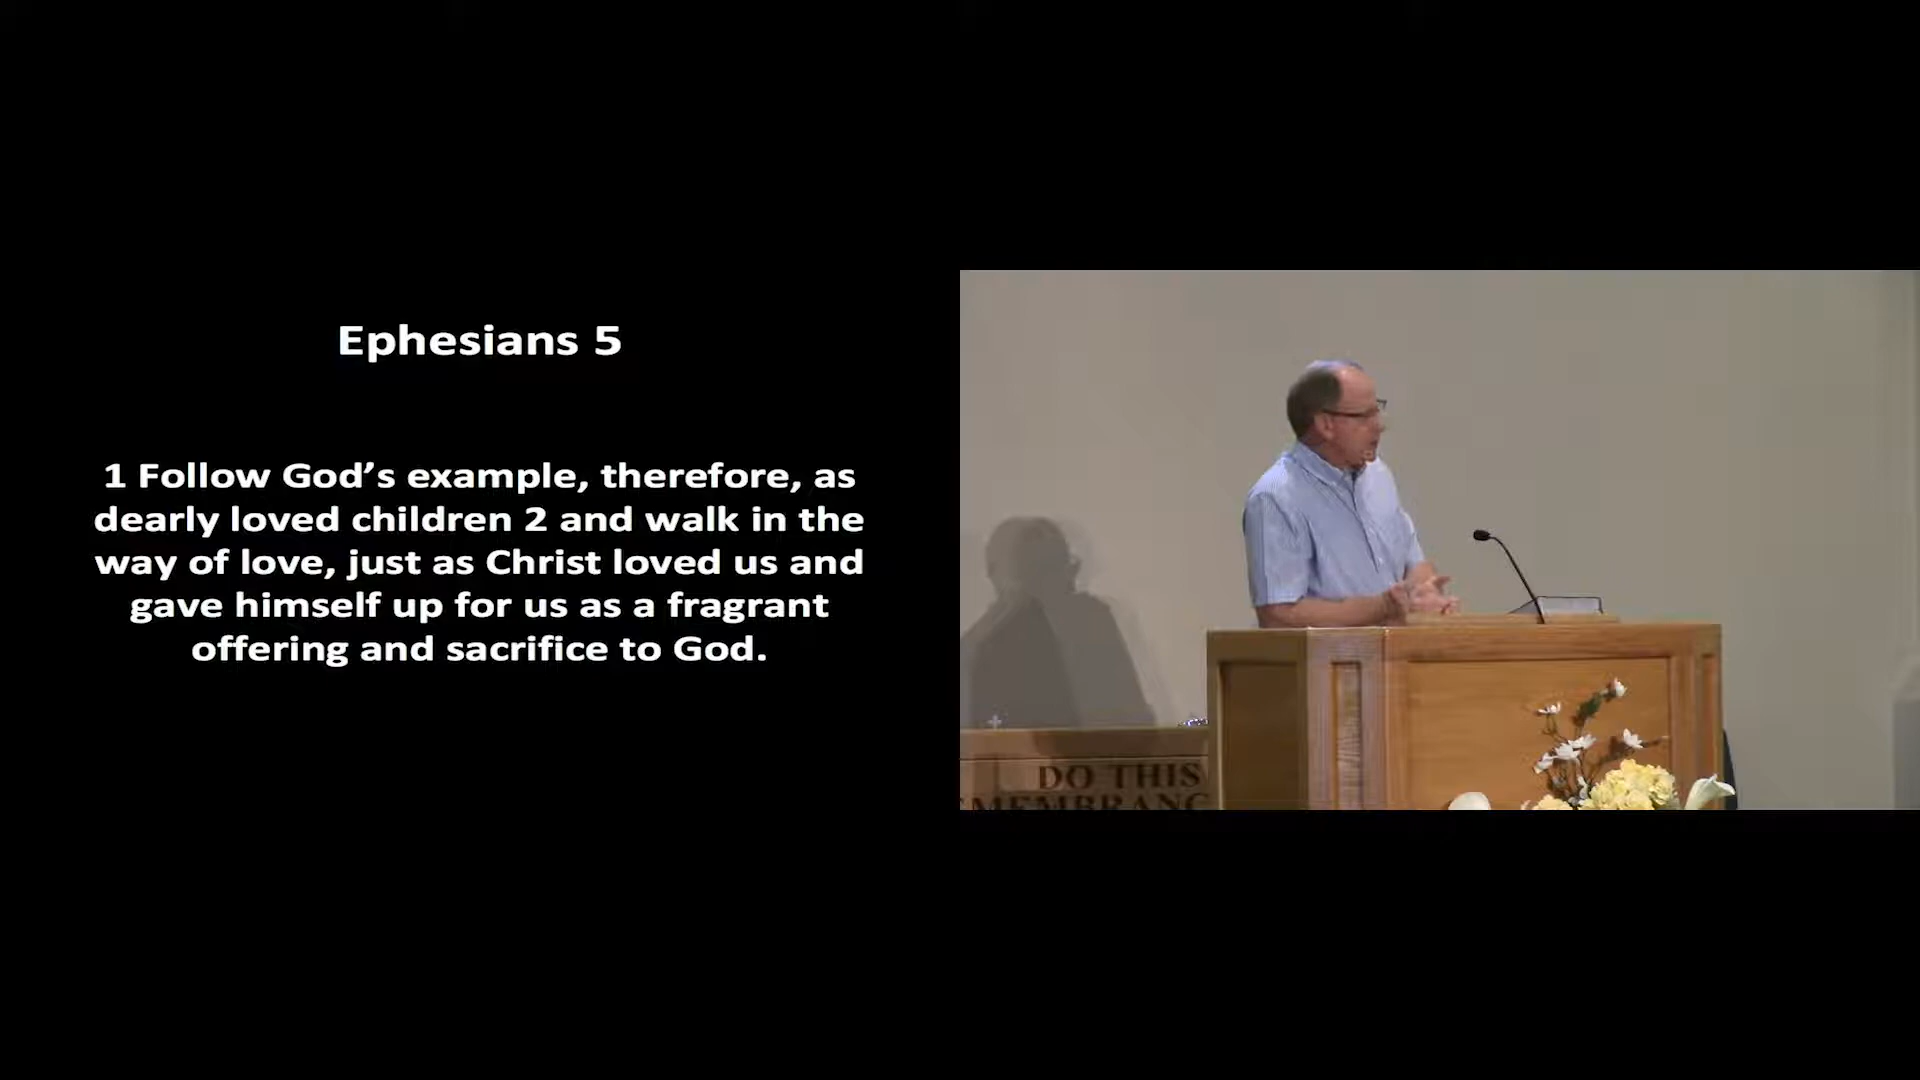 Ephesians 5
1 Follow God’s example, therefore, as
dearly loved children 2 and walk in the
way of love, just as Christ loved us and
gave himself up for us as a fragrant
offering and sacrifice to God.
DO THIS